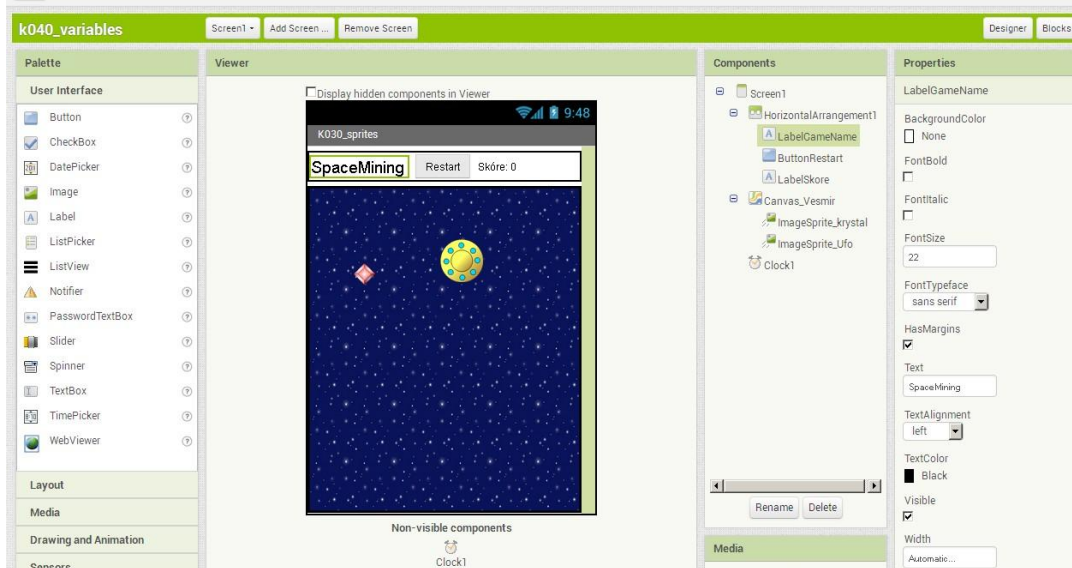 k040_variables
Screen1
Add Screen ...
Remove Screen
Designer
Blocks
Palette
User Interface
Button
CheckBox
DatePicker
Image
Label
ListPicker
ListView
Notifier
PasswordTextBox
Slider
Spinner
TextBox
TimePicker
WebViewer
Layout
Media
Drawing and Animation
Sensors
Viewer
Display hidden components in Viewer
9:48
K030_sprites
SpaceMining
Restart
Skóre: 0
Non-visible components
Clock1
Components
Screen1
HorizontalArrangement1
LabelGameName
ButtonRestart
LabelSkore
Canvas_Vesmir
ImageSprite_krystal
ImageSprite_Ufo
Clock1
Rename
Delete
Media
Properties
LabelGameName
BackgroundColor
None
FontBold
FontItalic
FontSize
22
FontTypeface
sans serif
HasMargins
Text
SpaceMining
TextAlignment
left
TextColor
Black
Visible
Width
Automatic...